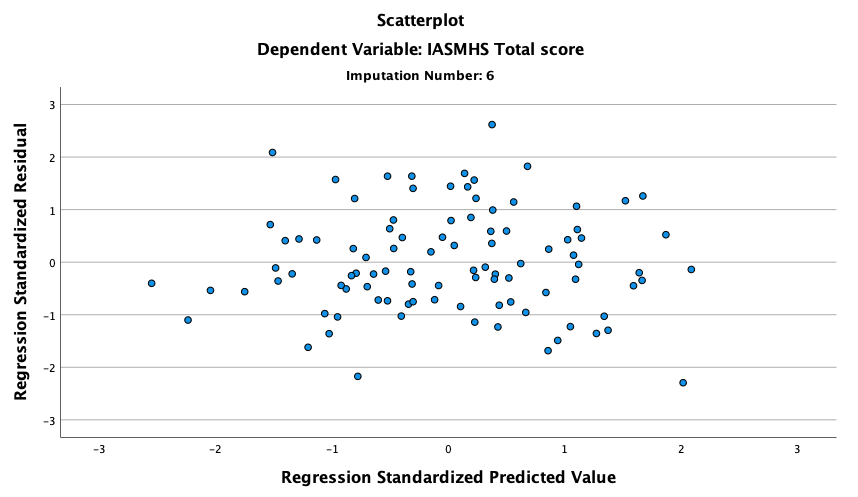 Scatterplot
Dependent Variable: IASMHS Total score
Imputation Number: 6
Regression Standardized Residual
3
2
1
0
−1
−2
−3
−3
−2
−1
0
1
2
3
Regression Standardized Predicted Value